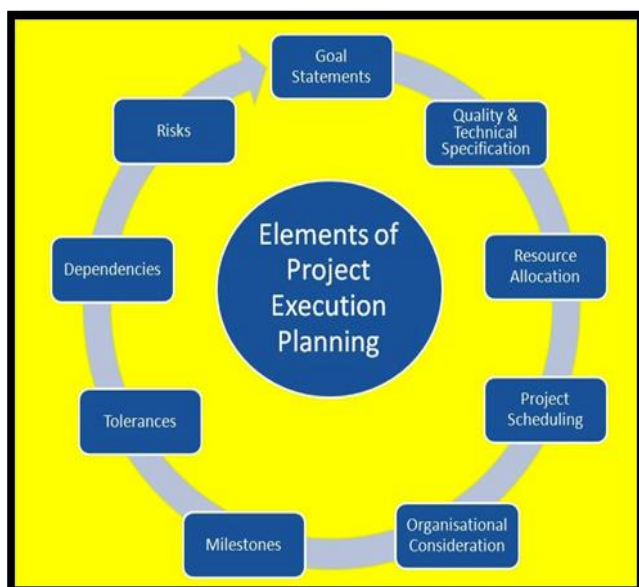 Goal
Statements
Quality &
Technical
Specification
Resource
Allocation
Project
Scheduling
Organisational
Consideration
Milestones
Tolerances
Dependencies
Risks
Elements of
Project
Execution
Planning